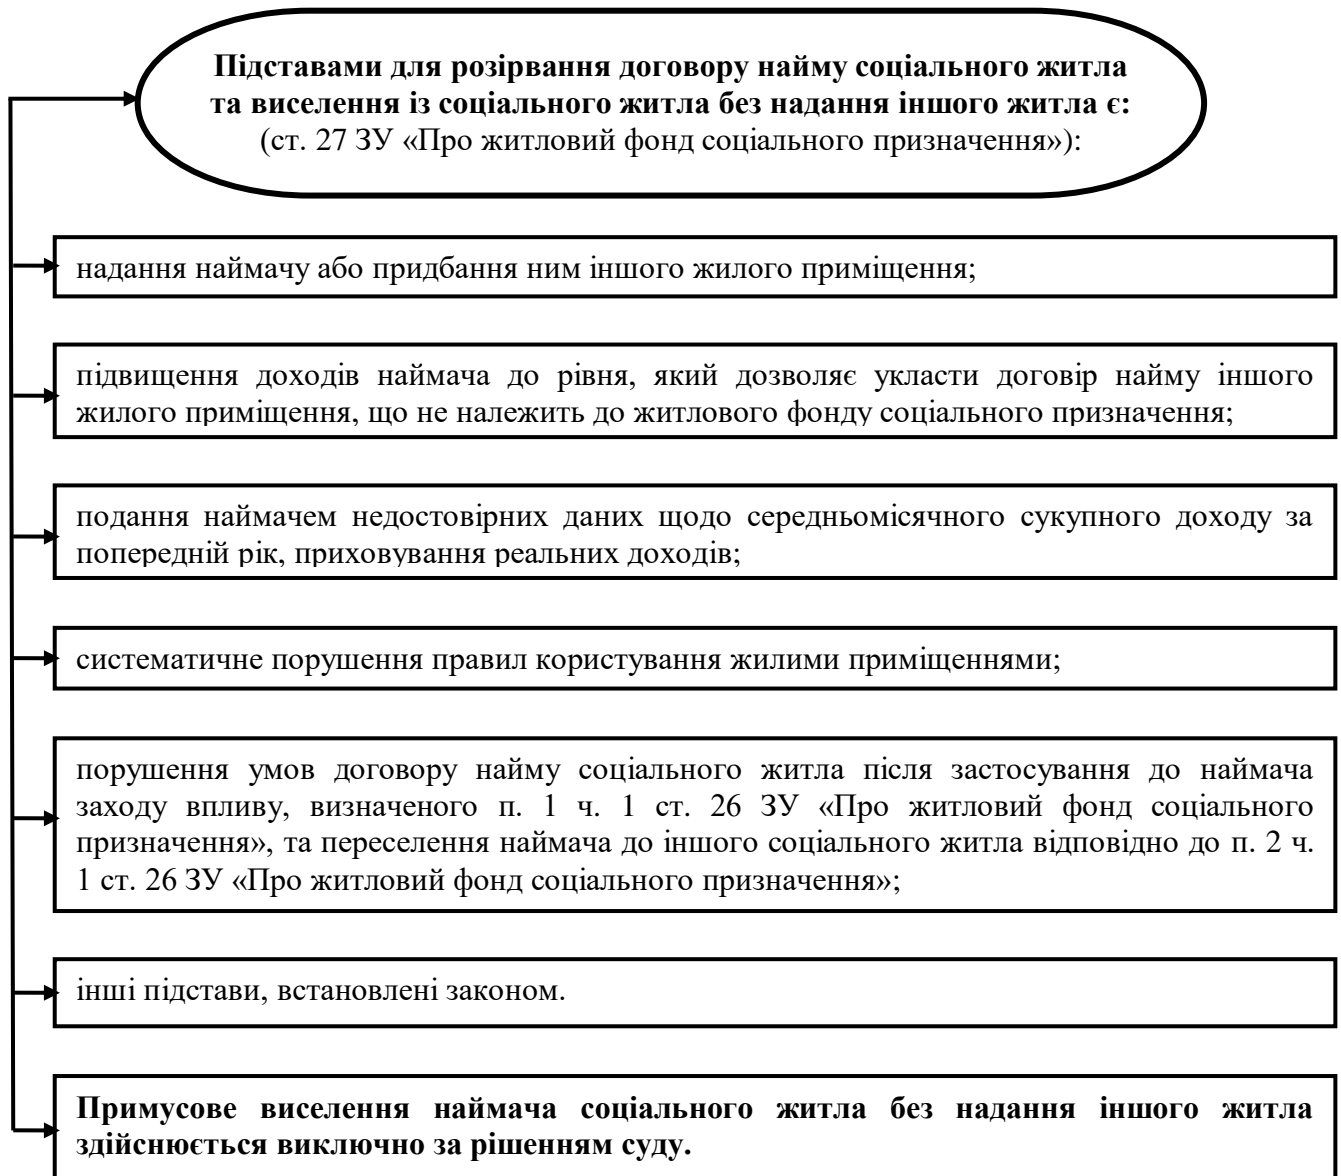 Підставами для розірвання договору найму соціального житла
та виселення із соціального житла без надання іншого житла є:
(ст. 27 ЗУ «Про житловий фонд соціального призначення»):
надання наймачу або придбання ним іншого жилого приміщення;
підвищення доходів наймача до рівня, який дозволяє укласти договір найму іншого
жилого приміщення, що не належить до житлового фонду соціального призначення;
подання наймачем недостовірних даних щодо середньомісячного сукупного доходу за
попередній рік, приховування реальних доходів;
систематичне порушення правил користування жилими приміщеннями;
порушення умов договору найму соціального житла після застосування до наймача
заходу впливу, визначеного п. 1 ч. 1 ст. 26 ЗУ «Про житловий фонд соціального
призначення», та переселення наймача до іншого соціального житла відповідно до п. 2 ч.
1 ст. 26 ЗУ «Про житловий фонд соціального призначення»;
інші підстави, встановлені законом.
Примусове виселення наймача соціального житла без надання іншого житла
здійснюється виключно за рішенням суду.